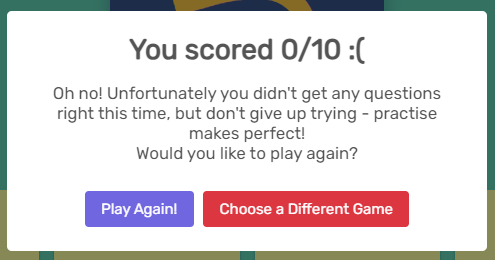 You scored 0/10 :(
Oh no! Unfortunately you didn't get any questions
right this time, but don't give up trying - practise
makes perfect!
Would you like to play again?
Play Again!
Choose a Different Game